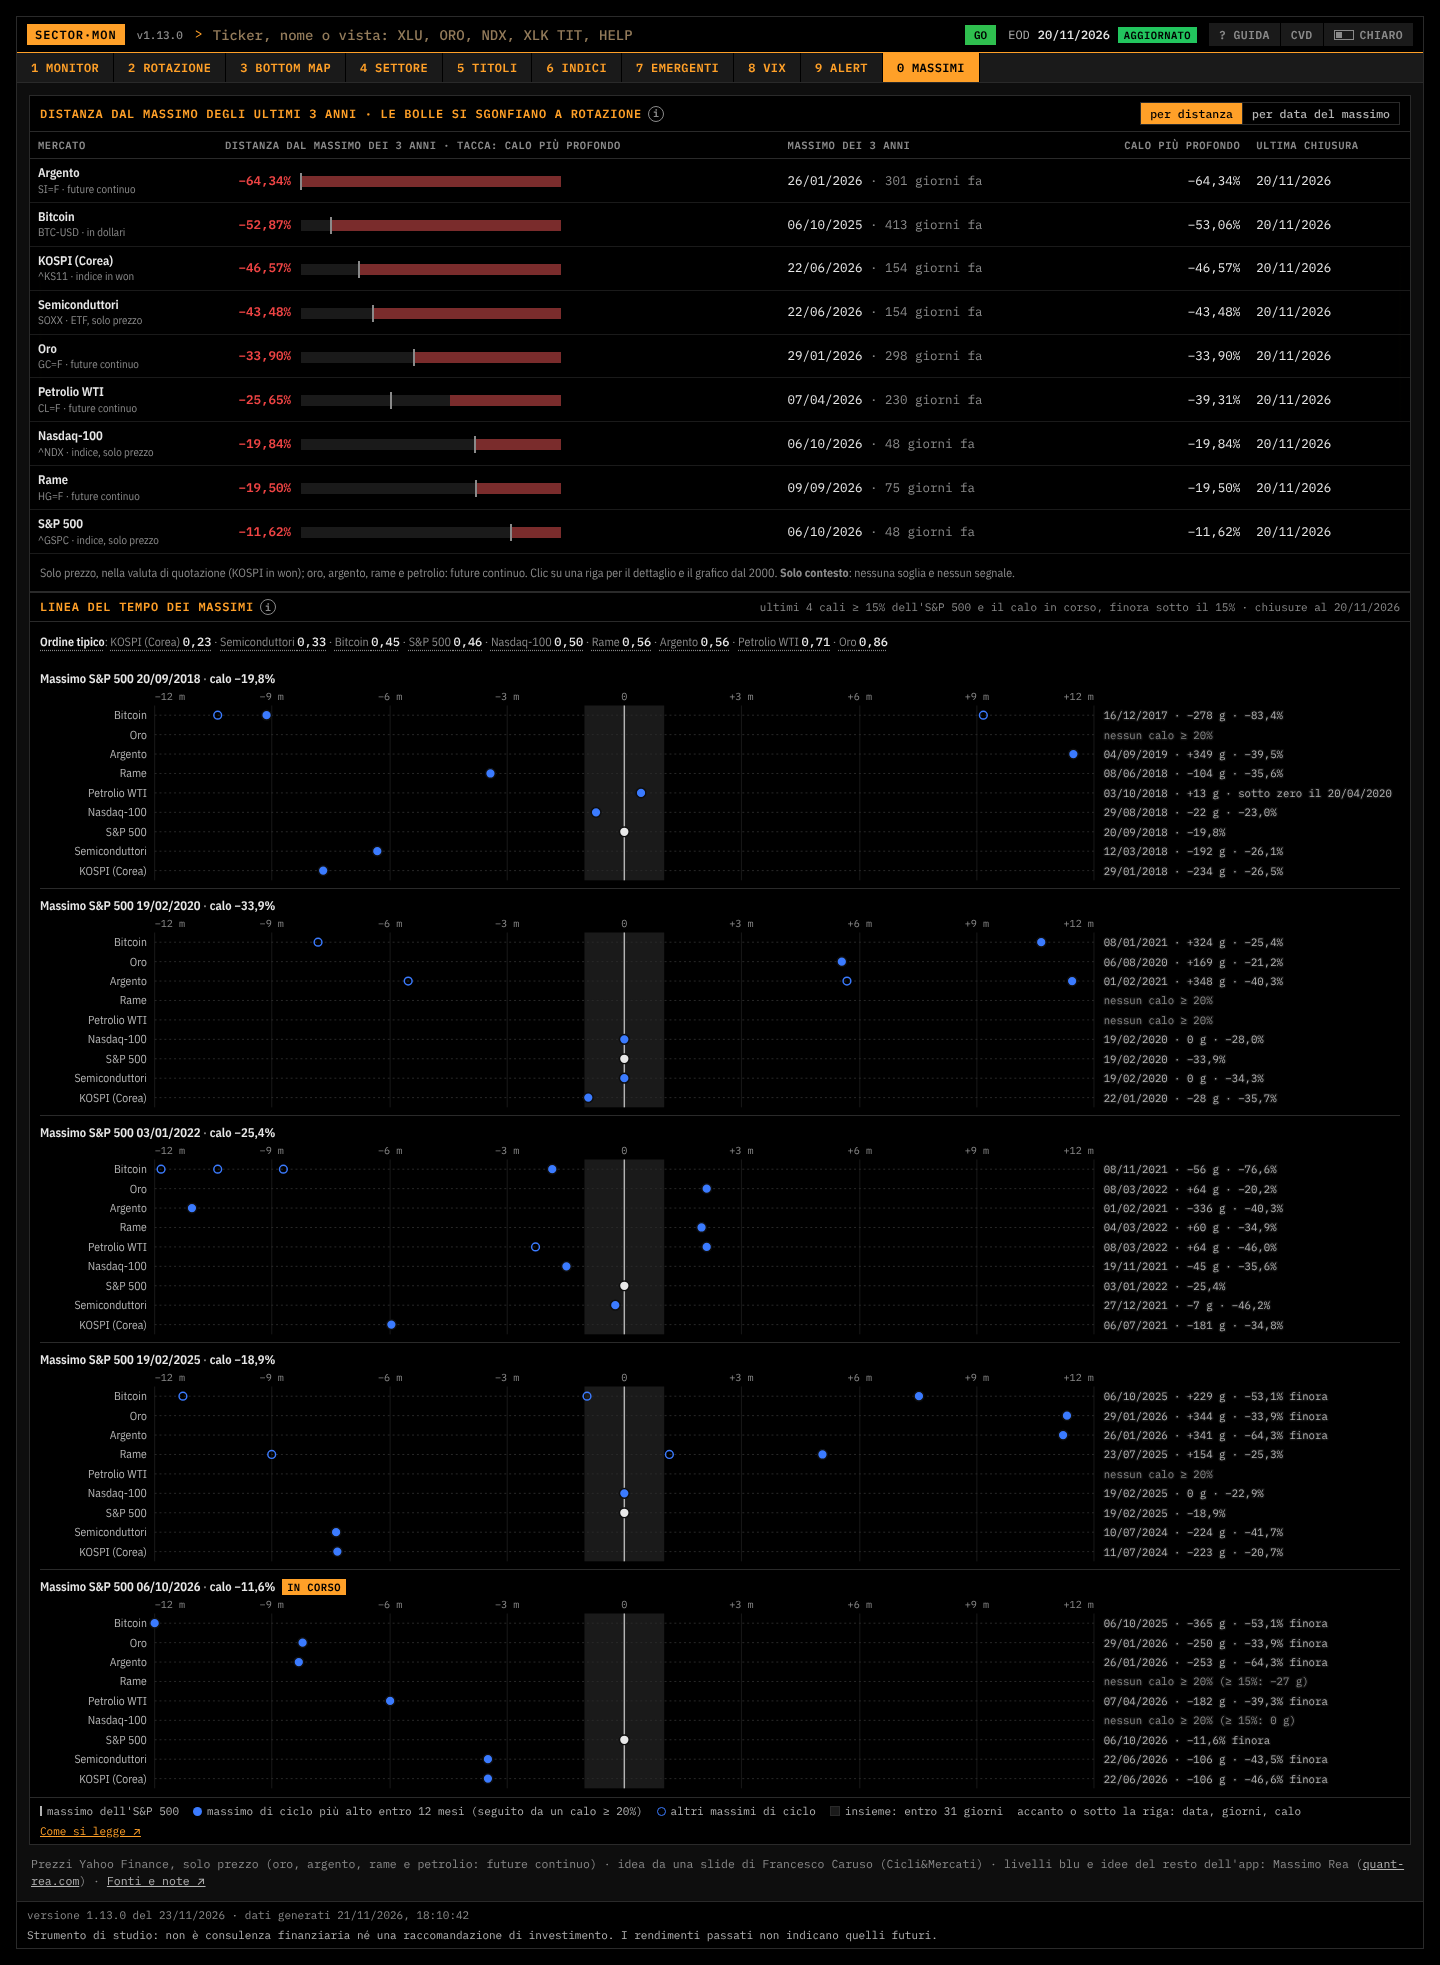 SECTOR·MON v1.13.0 > Ticker, nome o vista: XLU, ORO, NDX, XLK TIT, HELP GO EOD 20/11/2026 AGGIORNATO ? GUIDA CVD CHIARO
1 MONITOR 2 ROTAZIONE 3 BOTTOM MAP 4 SETTORE 5 TITOLI 6 INDICI 7 EMERGENTI 8 VIX 9 ALERT 0 MASSIMI
DISTANZA DAL MASSIMO DEGLI ULTIMI 3 ANNI · LE BOLLE SI SGONFIANO A ROTAZIONE i per distanza per data del massimo
MERCATO DISTANZA DAL MASSIMO DEI 3 ANNI · TACCA: CALO PIÙ PROFONDO MASSIMO DEI 3 ANNI CALO PIÙ PROFONDO ULTIMA CHIUSURA
Argento
SI=F · future continuo
−64,34% 26/01/2026 · 301 giorni fa −64,34% 20/11/2026
Bitcoin
BTC-USD · in dollari
−52,87% 06/10/2025 · 413 giorni fa −53,06% 20/11/2026
KOSPI (Corea)
^KS11 · indice in won
−46,57% 22/06/2026 · 154 giorni fa −46,57% 20/11/2026
Semiconduttori
SOXX · ETF, solo prezzo
−43,48% 22/06/2026 · 154 giorni fa −43,48% 20/11/2026
Oro
GC=F · future continuo
−33,90% 29/01/2026 · 298 giorni fa −33,90% 20/11/2026
Petrolio WTI
CL=F · future continuo
−25,65% 07/04/2026 · 230 giorni fa −39,31% 20/11/2026
Nasdaq-100
^NDX · indice, solo prezzo
−19,84% 06/10/2026 · 48 giorni fa −19,84% 20/11/2026
Rame
HG=F · future continuo
−19,50% 09/09/2026 · 75 giorni fa −19,50% 20/11/2026
S&P 500
^GSPC · indice, solo prezzo
−11,62% 06/10/2026 · 48 giorni fa −11,62% 20/11/2026
Solo prezzo, nella valuta di quotazione (KOSPI in won); oro, argento, rame e petrolio: future continuo. Clic su una riga per il dettaglio e il grafico dal 2000. Solo contesto: nessuna soglia e nessun segnale.
LINEA DEL TEMPO DEI MASSIMI i ultimi 4 cali ≥ 15% dell'S&P 500 e il calo in corso, finora sotto il 15% · chiusure al 20/11/2026
Ordine tipico: KOSPI (Corea) 0,23 · Semiconduttori 0,33 · Bitcoin 0,45 · S&P 500 0,46 · Nasdaq-100 0,50 · Rame 0,56 · Argento 0,56 · Petrolio WTI 0,71 · Oro 0,86
Massimo S&P 500 20/09/2018 · calo −19,8%
−12 m −9 m −6 m −3 m 0 +3 m +6 m +9 m +12 m
Bitcoin 16/12/2017 · −278 g · −83,4%
Oro nessun calo ≥ 20%
Argento 04/09/2019 · +349 g · −39,5%
Rame 08/06/2018 · −104 g · −35,6%
Petrolio WTI 03/10/2018 · +13 g · sotto zero il 20/04/2020
Nasdaq-100 29/08/2018 · −22 g · −23,0%
S&P 500 20/09/2018 · −19,8%
Semiconduttori 12/03/2018 · −192 g · −26,1%
KOSPI (Corea) 29/01/2018 · −234 g · −26,5%
Massimo S&P 500 19/02/2020 · calo −33,9%
−12 m −9 m −6 m −3 m 0 +3 m +6 m +9 m +12 m
Bitcoin 08/01/2021 · +324 g · −25,4%
Oro 06/08/2020 · +169 g · −21,2%
Argento 01/02/2021 · +348 g · −40,3%
Rame nessun calo ≥ 20%
Petrolio WTI nessun calo ≥ 20%
Nasdaq-100 19/02/2020 · 0 g · −28,0%
S&P 500 19/02/2020 · −33,9%
Semiconduttori 19/02/2020 · 0 g · −34,3%
KOSPI (Corea) 22/01/2020 · −28 g · −35,7%
Massimo S&P 500 03/01/2022 · calo −25,4%
−12 m −9 m −6 m −3 m 0 +3 m +6 m +9 m +12 m
Bitcoin 08/11/2021 · −56 g · −76,6%
Oro 08/03/2022 · +64 g · −20,2%
Argento 01/02/2021 · −336 g · −40,3%
Rame 04/03/2022 · +60 g · −34,9%
Petrolio WTI 08/03/2022 · +64 g · −46,0%
Nasdaq-100 19/11/2021 · −45 g · −35,6%
S&P 500 03/01/2022 · −25,4%
Semiconduttori 27/12/2021 · −7 g · −46,2%
KOSPI (Corea) 06/07/2021 · −181 g · −34,8%
Massimo S&P 500 19/02/2025 · calo −18,9%
−12 m −9 m −6 m −3 m 0 +3 m +6 m +9 m +12 m
Bitcoin 06/10/2025 · +229 g · −53,1% finora
Oro 29/01/2026 · +344 g · −33,9% finora
Argento 26/01/2026 · +341 g · −64,3% finora
Rame 23/07/2025 · +154 g · −25,3%
Petrolio WTI nessun calo ≥ 20%
Nasdaq-100 19/02/2025 · 0 g · −22,9%
S&P 500 19/02/2025 · −18,9%
Semiconduttori 10/07/2024 · −224 g · −41,7%
KOSPI (Corea) 11/07/2024 · −223 g · −20,7%
Massimo S&P 500 06/10/2026 · calo −11,6% IN CORSO
−12 m −9 m −6 m −3 m 0 +3 m +6 m +9 m +12 m
Bitcoin 06/10/2025 · −365 g · −53,1% finora
Oro 29/01/2026 · −250 g · −33,9% finora
Argento 26/01/2026 · −253 g · −64,3% finora
Rame nessun calo ≥ 20% (≥ 15%: −27 g)
Petrolio WTI 07/04/2026 · −182 g · −39,3% finora
Nasdaq-100 nessun calo ≥ 20% (≥ 15%: 0 g)
S&P 500 06/10/2026 · −11,6% finora
Semiconduttori 22/06/2026 · −106 g · −43,5% finora
KOSPI (Corea) 22/06/2026 · −106 g · −46,6% finora
massimo dell'S&P 500 massimo di ciclo più alto entro 12 mesi (seguito da un calo ≥ 20%) altri massimi di ciclo insieme: entro 31 giorni accanto o sotto la riga: data, giorni, calo
Come si legge ↗
Prezzi Yahoo Finance, solo prezzo (oro, argento, rame e petrolio: future continuo) · idea da una slide di Francesco Caruso (Cicli&Mercati) · livelli blu e idee del resto dell'app: Massimo Rea (quant-
rea.com) · Fonti e note ↗
versione 1.13.0 del 23/11/2026 · dati generati 21/11/2026, 18:10:42
Strumento di studio: non è consulenza finanziaria né una raccomandazione di investimento. I rendimenti passati non indicano quelli futuri.